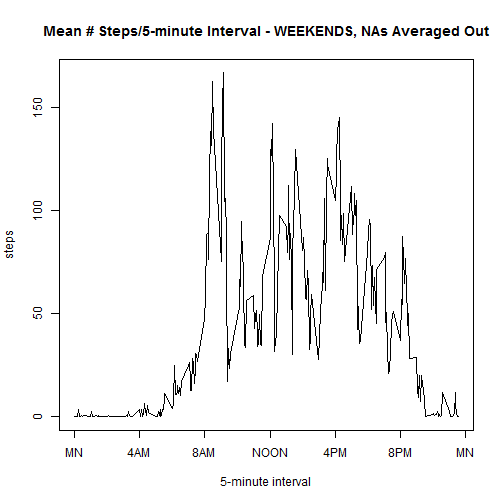 Mean # Steps/5-minute Interval - WEEKENDS, NAs Averaged Out
steps
150
100
50
0
MN 4AM 8AM NOON 4PM 8PM MN
5-minute interval